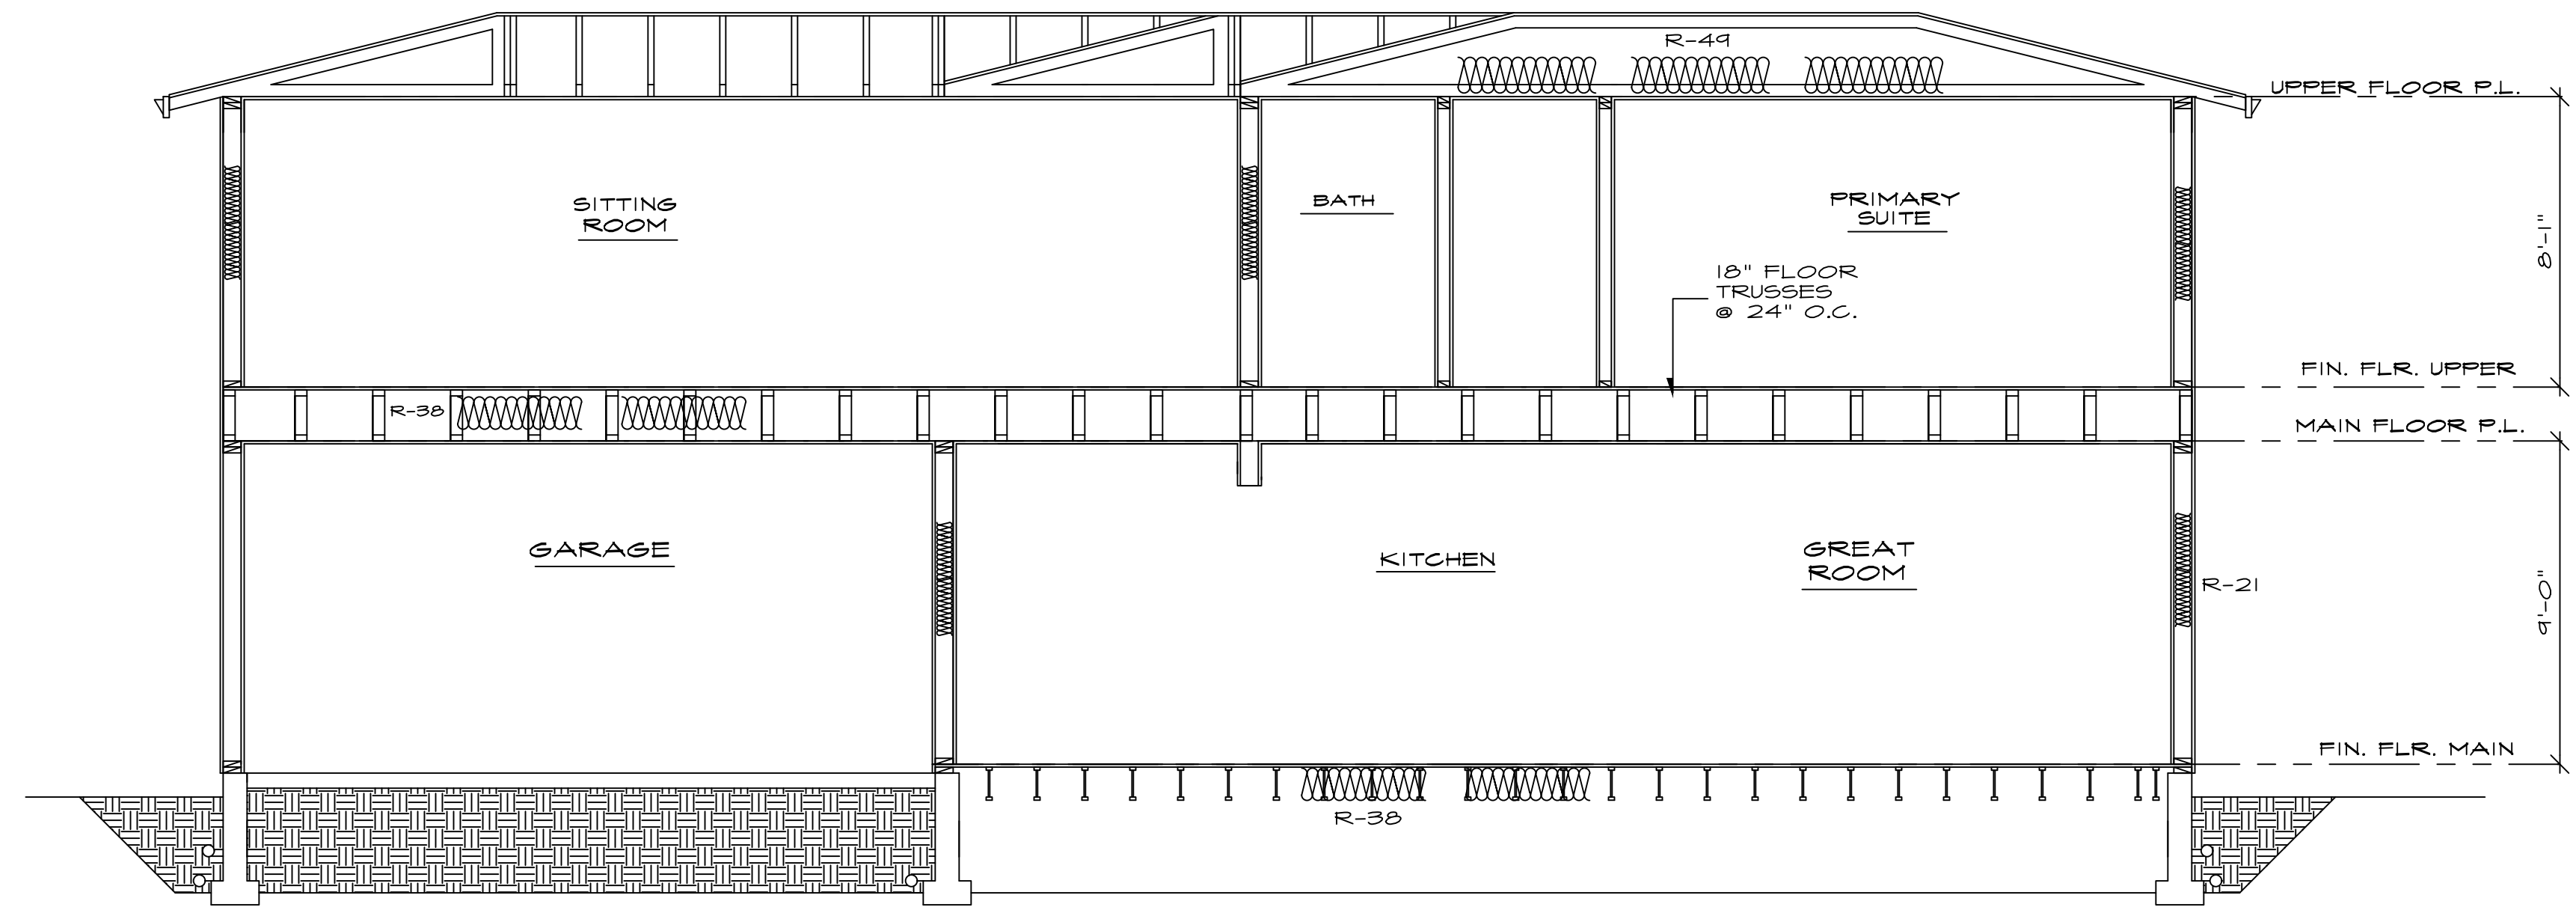 R-49
UPPER FLOOR P.L.
SITTING
ROOM
BATH
PRIMARY
SUITE
8'-1"
18" FLOOR
TRUSSES
@ 24" O.C.
FIN. FLR. UPPER
R-38
MAIN FLOOR P.L.
GARAGE
KITCHEN
GREAT
ROOM
R-21
9'-0"
FIN. FLR. MAIN
R-38